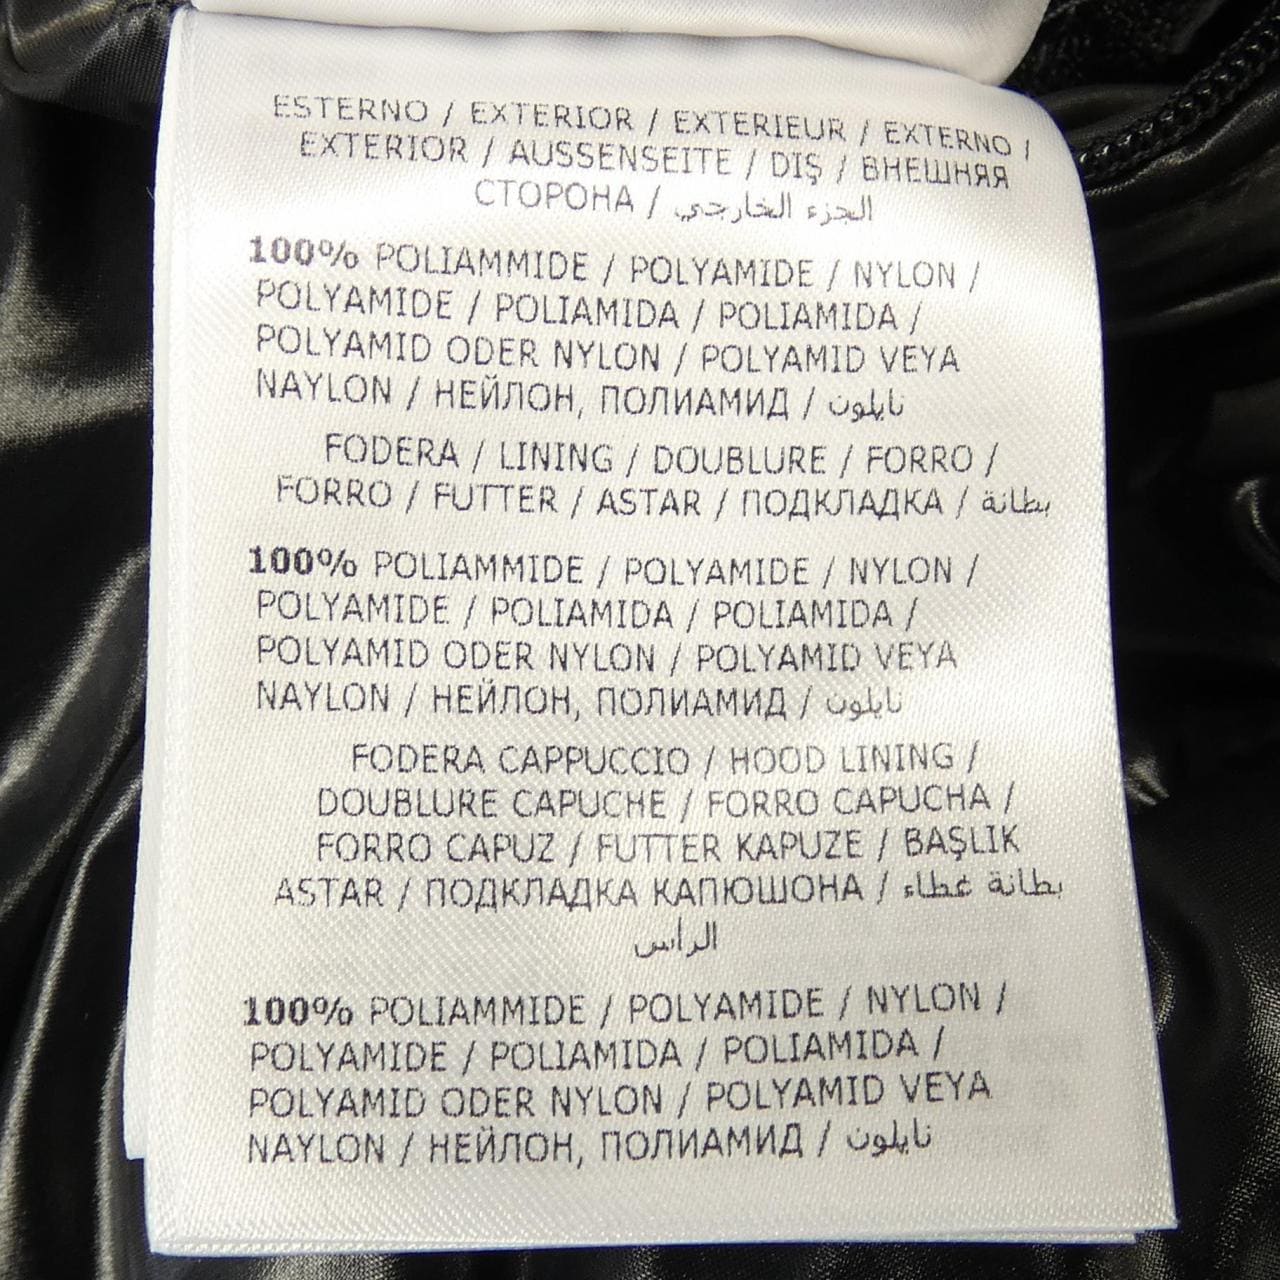 ESTERNO / EXTERIOR / EXTERIEUR / EXTERNO /
EXTERIOR / AUSSENSEITE / DIŞ / ВНЕШНЯЯ
СТОРОНА / الجزء الخارجي
100% POLIAMMIDE / POLYAMIDE / NYLON /
POLYAMIDE / POLIAMIDA / POLIAMIDA /
POLYAMID ODER NYLON / POLYAMID VEYA
NAYLON / НЕЙЛОН, ПОЛИАМИД / نايلون
FODERA / LINING / DOUBLURE / FORRO /
FORRO / FUTTER / ASTAR / ПОДКЛАДКА / بطانة
100% POLIAMMIDE / POLYAMIDE / NYLON /
POLYAMIDE / POLIAMIDA / POLIAMIDA /
POLYAMID ODER NYLON / POLYAMID VEYA
NAYLON / НЕЙЛОН, ПОЛИАМИД / نايلون
FODERA CAPPUCCIO / HOOD LINING /
DOUBLURE CAPUCHE / FORRO CAPUCHA /
FORRO CAPUZ / FUTTER KAPUZE / BAŞLIK
ASTAR / ПОДКЛАДКА КАПЮШОНА / بطانة غطاء
الرأس
100% POLIAMMIDE / POLYAMIDE / NYLON /
POLYAMIDE / POLIAMIDA / POLIAMIDA /
POLYAMID ODER NYLON / POLYAMID VEYA
NAYLON / НЕЙЛОН, ПОЛИАМИД / نايلون